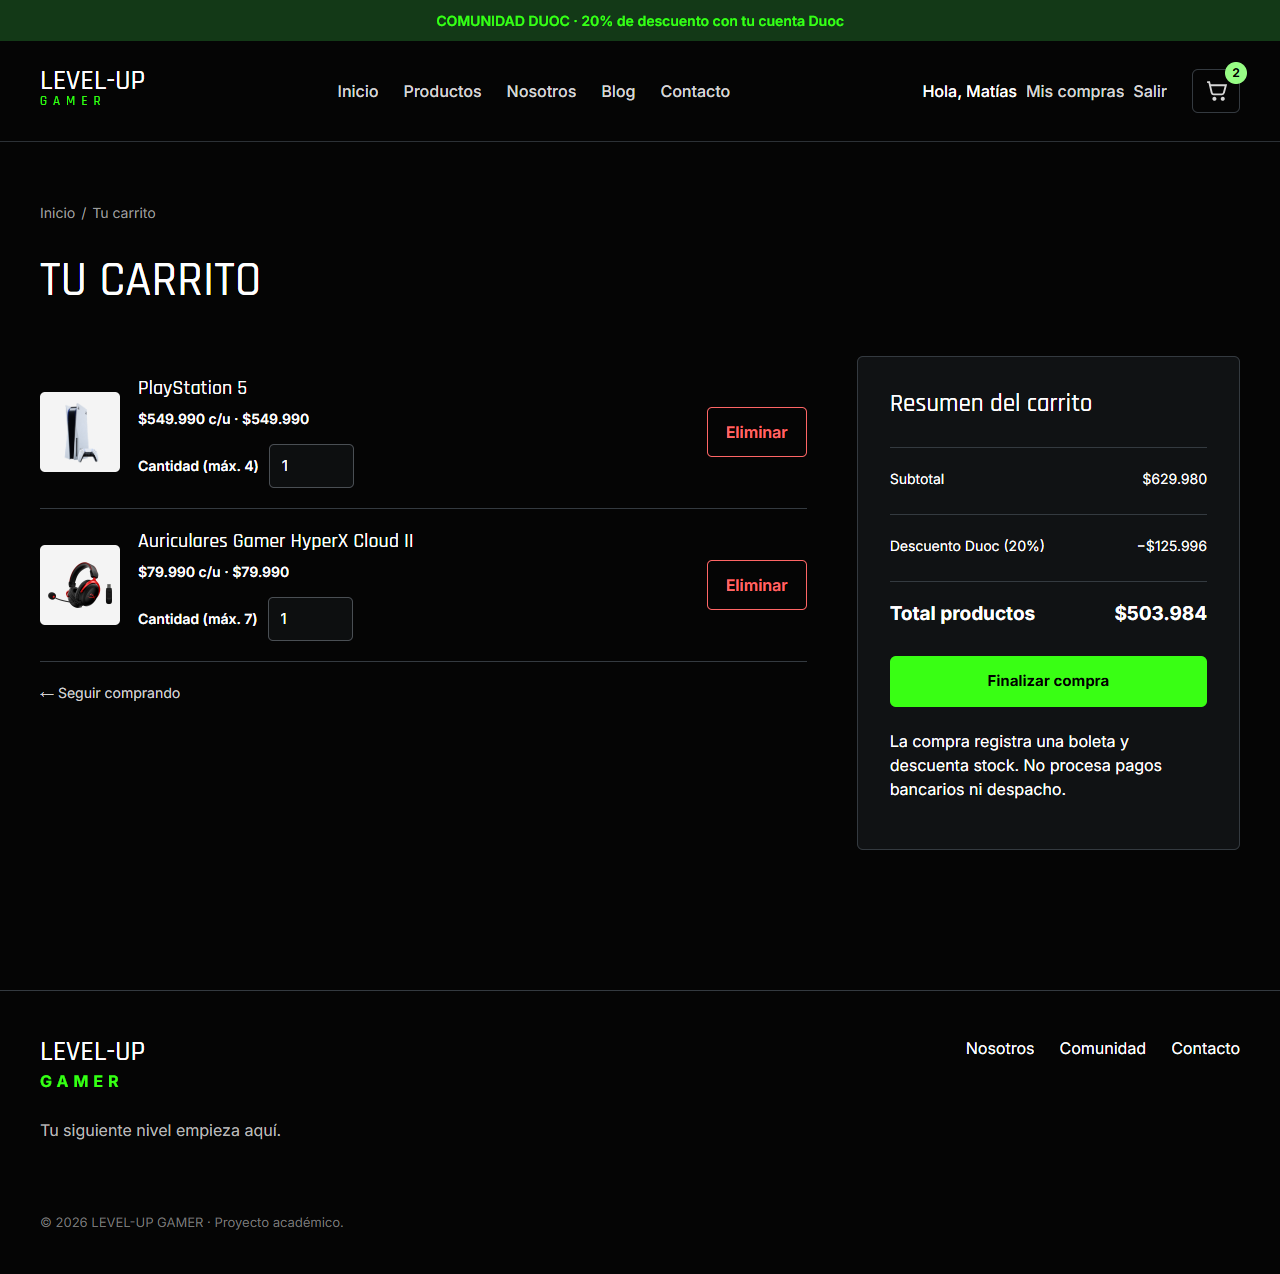 COMUNIDAD DUOC · 20% de descuento con tu cuenta Duoc
LEVEL-UP
GAMER
Inicio Productos Nosotros Blog Contacto
Hola, Matías Mis compras Salir
2
Inicio / Tu carrito
TU CARRITO
PlayStation 5
$549.990 c/u · $549.990
Cantidad (máx. 4) 1
Eliminar
Auriculares Gamer HyperX Cloud II
$79.990 c/u · $79.990
Cantidad (máx. 7) 1
Eliminar
← Seguir comprando
Resumen del carrito
Subtotal $629.980
Descuento Duoc (20%) −$125.996
Total productos $503.984
Finalizar compra
La compra registra una boleta y
descuenta stock. No procesa pagos
bancarios ni despacho.
LEVEL-UP
GAMER
Tu siguiente nivel empieza aquí.
Nosotros Comunidad Contacto
© 2026 LEVEL-UP GAMER · Proyecto académico.